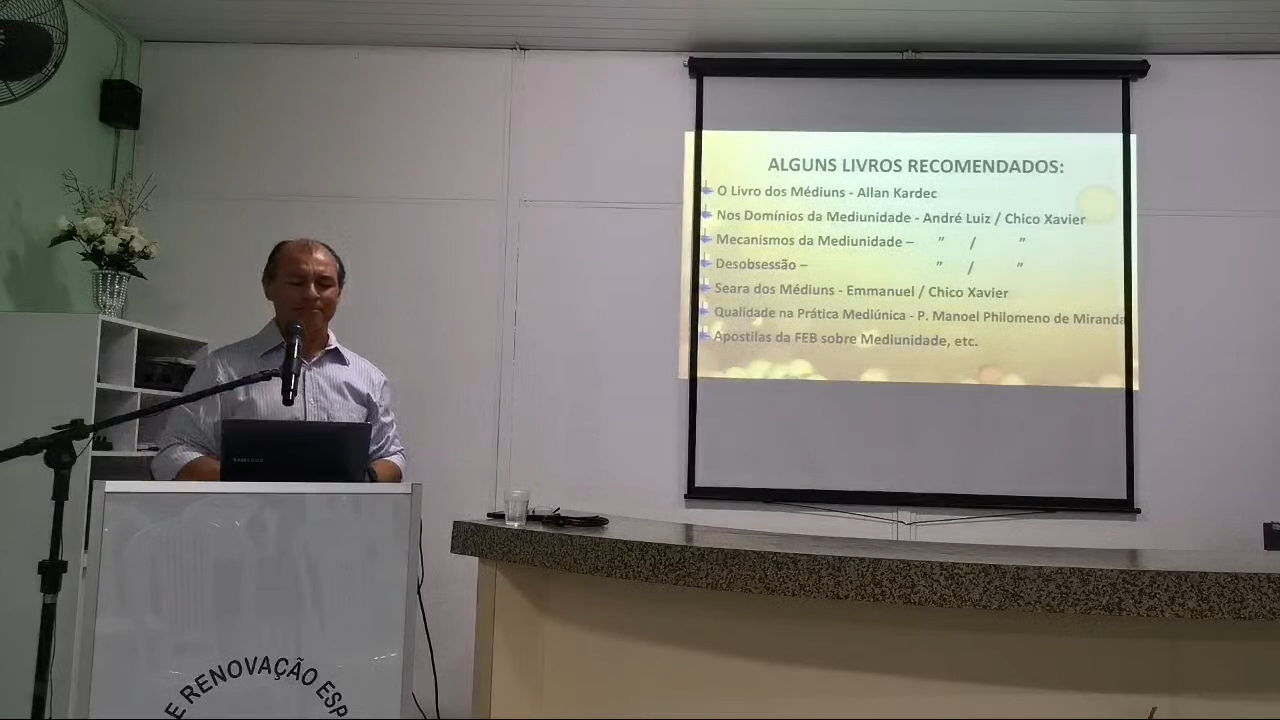 ALGUNS LIVROS RECOMENDADOS:
O Livro dos Médiuns - Allan Kardec
Nos Domínios da Mediunidade - André Luiz / Chico Xavier
Mecanismos da Mediunidade – " / "
Desobsessão – " / "
Seara dos Médiuns - Emmanuel / Chico Xavier
Qualidade na Prática Mediúnica - P. Manoel Philomeno de Miranda
Apostilas da FEB sobre Mediunidade, etc.
SAMSUNG
E RENOVAÇÃO ESP